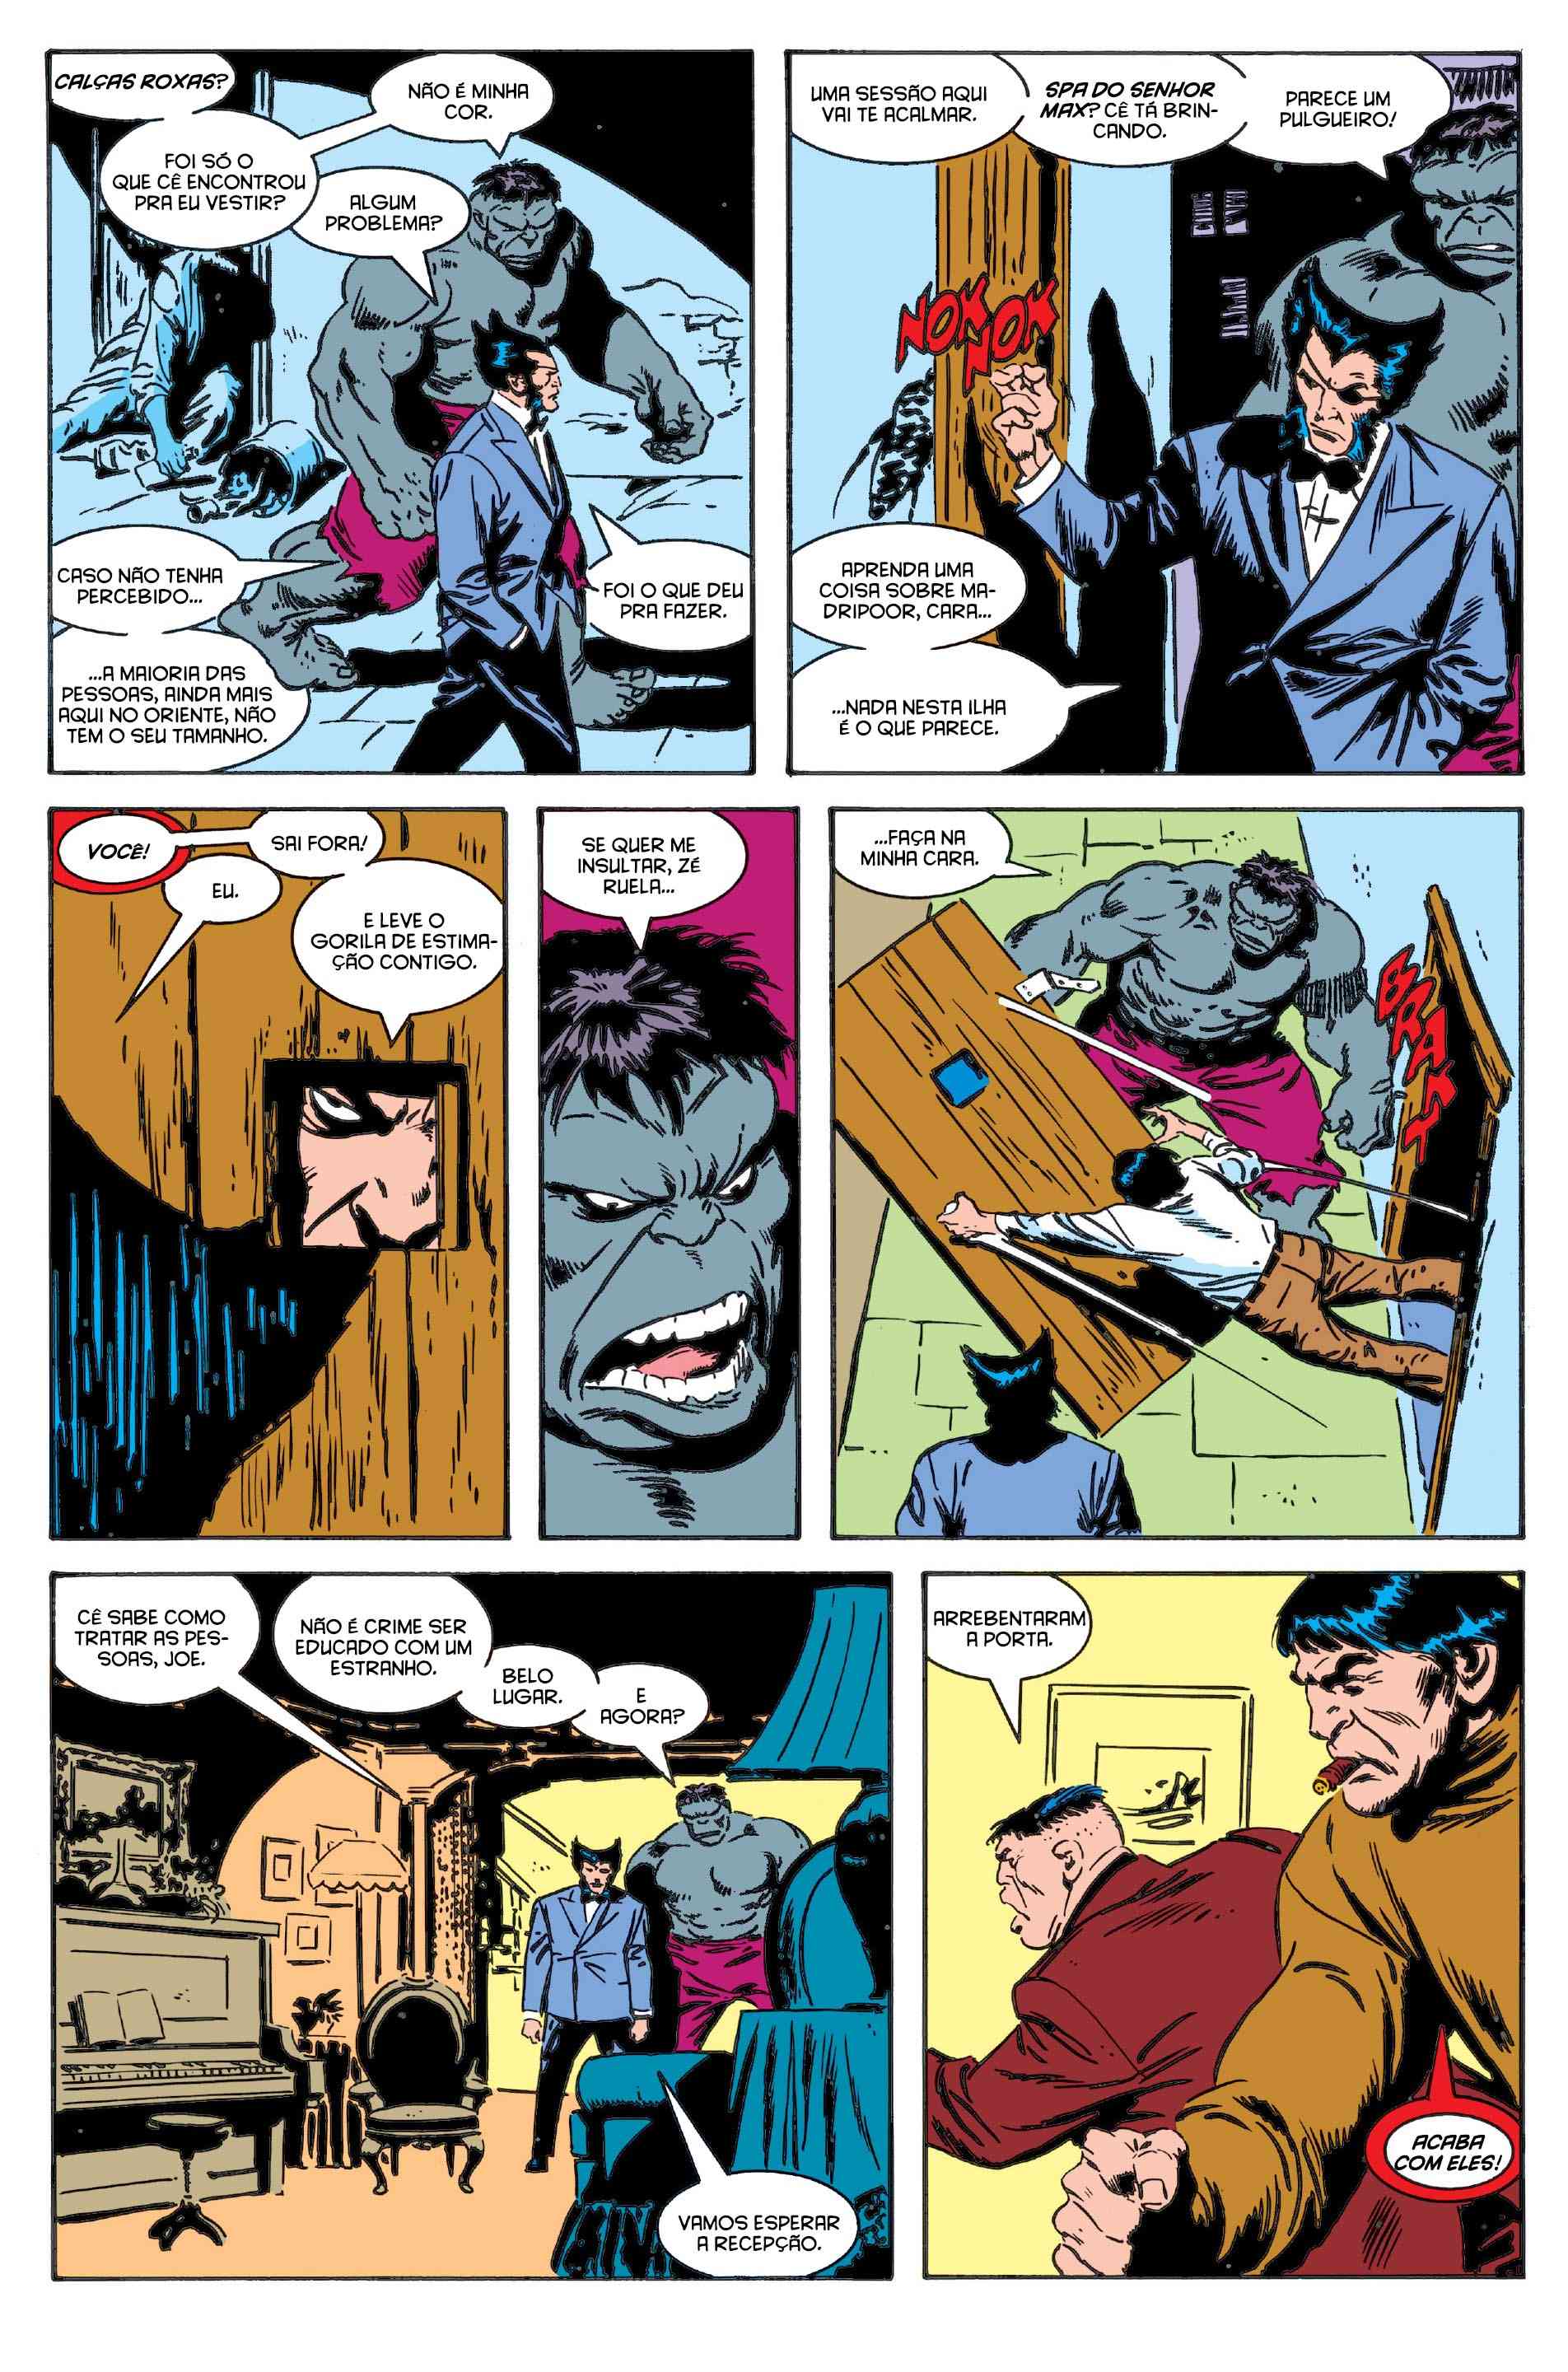 CALÇAS ROXAS?
FOI SÓ O
QUE CÊ ENCONTROU
PRA EU VESTIR?
NÃO É MINHA
COR.
ALGUM
PROBLEMA?
FOI O QUE DEU
PRA FAZER.
CASO NÃO TENHA
PERCEBIDO...
...A MAIORIA DAS
PESSOAS, AINDA MAIS
AQUI NO ORIENTE, NÃO
TEM O SEU TAMANHO.
UMA SESSÃO AQUI
VAI TE ACALMAR.
SPA DO SENHOR
MAX? CÊ TÁ BRIN-
CANDO.
PARECE UM
PULGUEIRO!
NOK
NOK
APRENDA UMA
COISA SOBRE MA-
DRIPOOR, CARA...
...NADA NESTA ILHA
É O QUE PARECE.
VOCÊ!
EU.
SAI FORA!
E LEVE O
GORILA DE ESTIMA-
ÇÃO CONTIGO.
SE QUER ME
INSULTAR, ZÉ
RUELA...
...FAÇA NA
MINHA CARA.
BRAKT
CÊ SABE COMO
TRATAR AS PES-
SOAS, JOE.
NÃO É CRIME SER
EDUCADO COM UM
ESTRANHO.
BELO
LUGAR.
E
AGORA?
VAMOS ESPERAR
A RECEPÇÃO.
ARREBENTARAM
A PORTA.
ACABA
COM ELES!